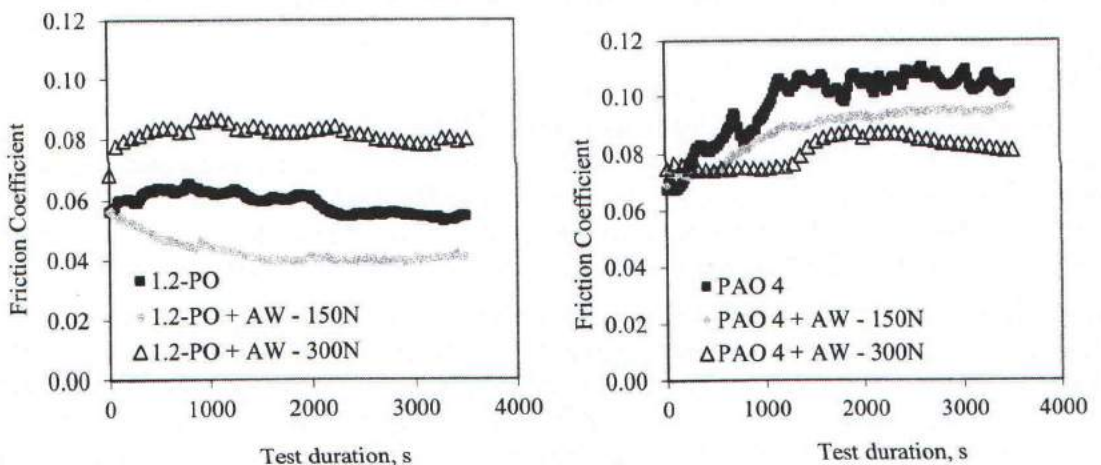 0.12
0.10
0.08
0.06
0.04
0.02
0.00
Friction Coefficient
1.2-PO
1.2-PO + AW - 150N
1.2-PO + AW - 300N
0 1000 2000 3000 4000
Test duration, s
0.12
0.10
0.08
0.06
0.04
0.02
0.00
Friction Coefficient
PAO 4
PAO 4 + AW - 150N
PAO 4 + AW - 300N
0 1000 2000 3000 4000
Test duration, s